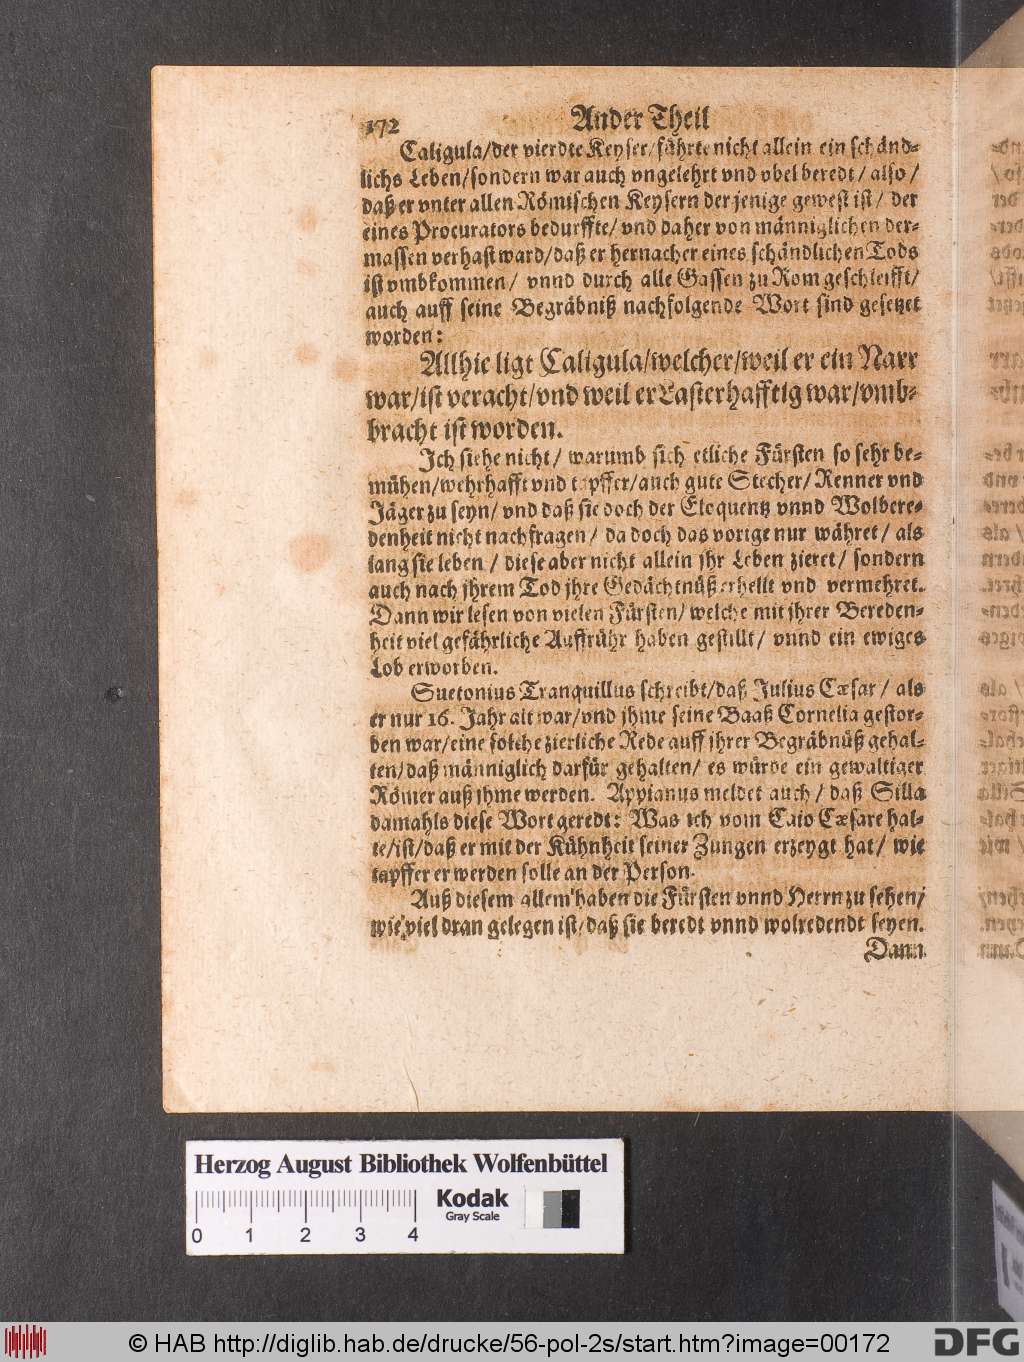 172 Ander Theil
Caligula/der vierdte Keyser/führte nicht allein ein schänd-
lichs Leben/sondern war auch vngelehrt vnd vbel beredt/ also/
daß er vnter allen Römischen Keysern der jenige gewest ist/ der
eines Procurators bedurffte/ vnd daher von männiglichen der-
massen verhast ward/daß er hernacher eines schändlichen Tods
ist vmbkommen/ vnnd durch alle Gassen zu Rom geschleifft/
auch auff seine Begräbniß nachfolgende Wort sind gesetzet
worden:
Allhie ligt Caligula/welcher/weil er ein Narr
war/ist veracht/vnd weil er Lasterhafftig war/vmb-
bracht ist worden.
Ich siehe nicht/ warumb sich etliche Fürsten so sehr be-
mühen/wehrhafft vnd tapffer/auch gute Stecher/ Renner vnd
Jäger zu seyn/ vnd daß sie doch der Eloquentz vnnd Wolbere-
denheit nicht nachfragen/ da doch das vorige nur währet/ als
lang sie leben/ diese aber nicht allein jhr Leben zieret/ sondern
auch nach jhrem Tod jhre Gedächtnüß erhellt vnd vermehret.
Dann wir lesen von vielen Fürsten/ welche mit jhrer Bereden-
heit viel gefährliche Auffrühr haben gestillt/ vnnd ein ewiges
Lob erworben.
Suetonius Tranquillus schreibt/daß Julius Cæsar/ als
er nur 16. Jahr alt war/vnd jhme seine Baaß Cornelia gestor-
ben war/eine solche zierliche Rede auff jhrer Begräbnüß gehal-
ten/daß männiglich darfür gehalten/ es würde ein gewaltiger
Römer auß jhme werden. Appianus meldet auch/ daß Silla
damahls diese Wort geredt: Was ich vom Caio Cæsare hal-
te/ist/daß er mit der Kühnheit seiner Zungen erzeygt hat/ wie
tapffer er werden solle an der Person.
Auß diesem allem haben die Fürsten vnnd Herrn zu sehen/
wie viel dran gelegen ist/daß sie beredt vnnd wolredendt seyen.
Dann
Herzog August Bibliothek Wolfenbüttel
Kodak
Gray Scale
0 1 2 3 4
© HAB http://diglib.hab.de/drucke/56-pol-2s/start.htm?image=00172
DFG